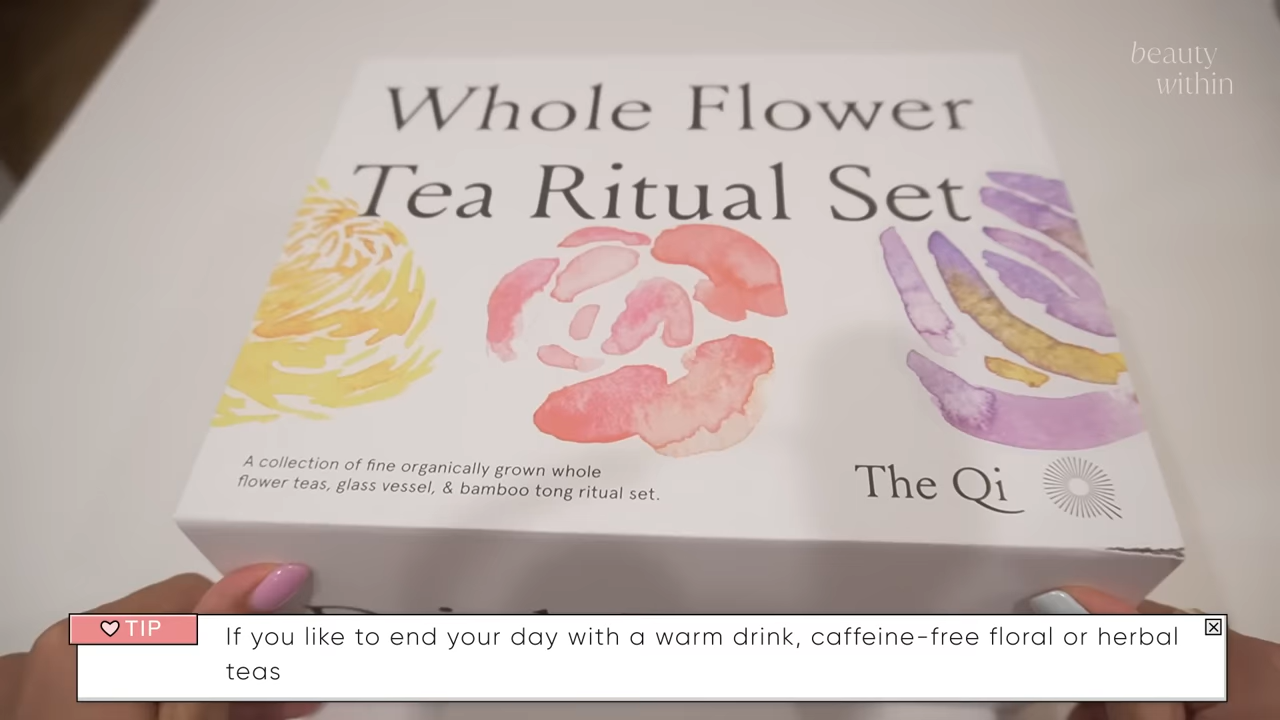 beauty
within
Whole Flower
Tea Ritual Set
A collection of fine organically grown whole
flower teas, glass vessel, & bamboo tong ritual set.
The Qi
TIP
If you like to end your day with a warm drink, caffeine-free floral or herbal
teas